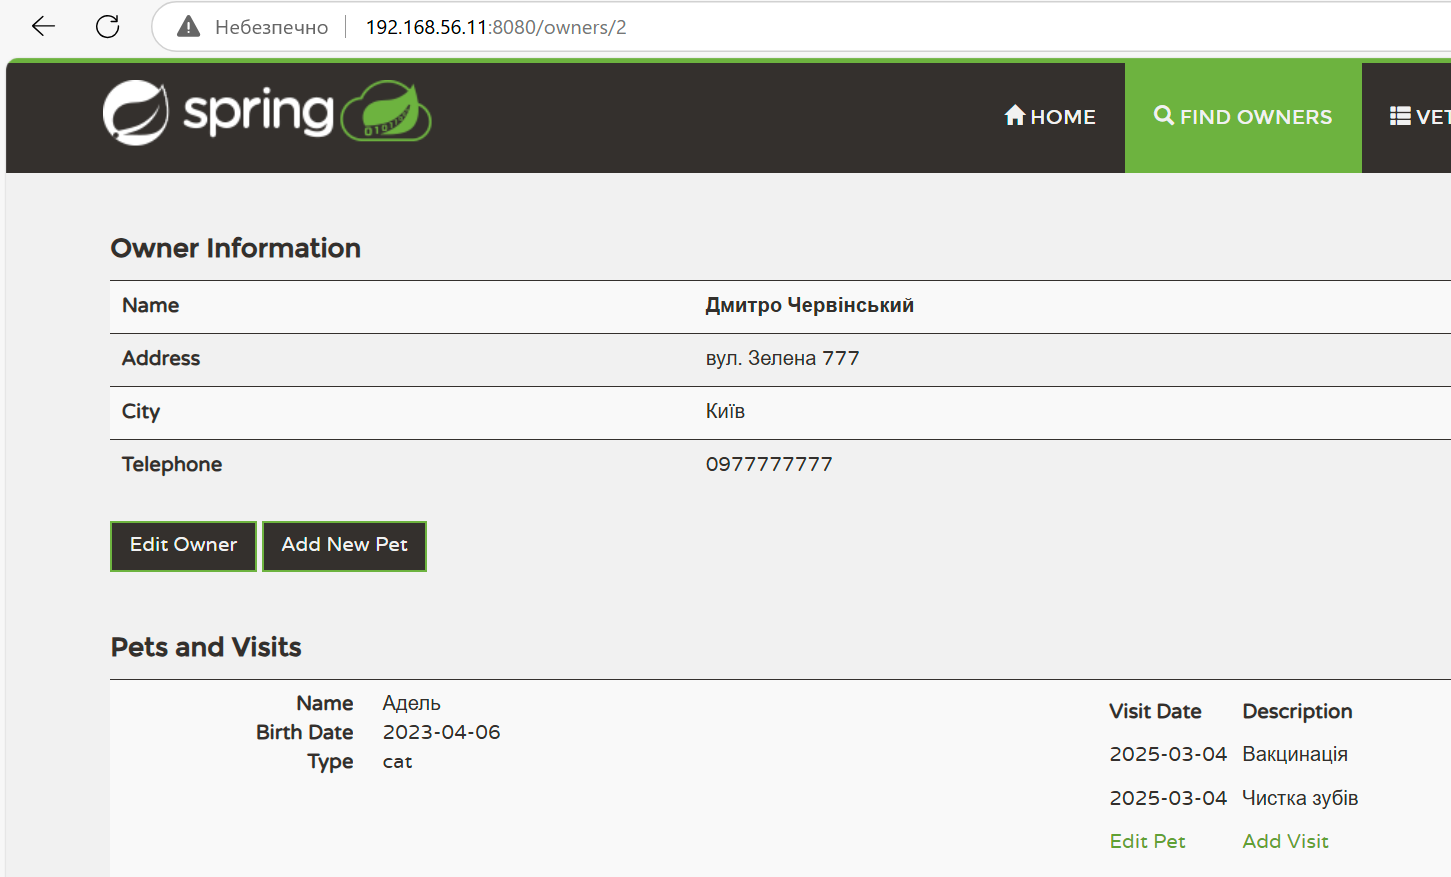 Небезпечно 192.168.56.11:8080/owners/2
spring
HOME FIND OWNERS VET
Owner Information
Name Дмитро Червінський
Address вул. Зелена 777
City Київ
Telephone 0977777777
Edit Owner Add New Pet
Pets and Visits
Name Адель
Birth Date 2023-04-06
Type cat
Visit Date Description
2025-03-04 Вакцинація
2025-03-04 Чистка зубів
Edit Pet Add Visit